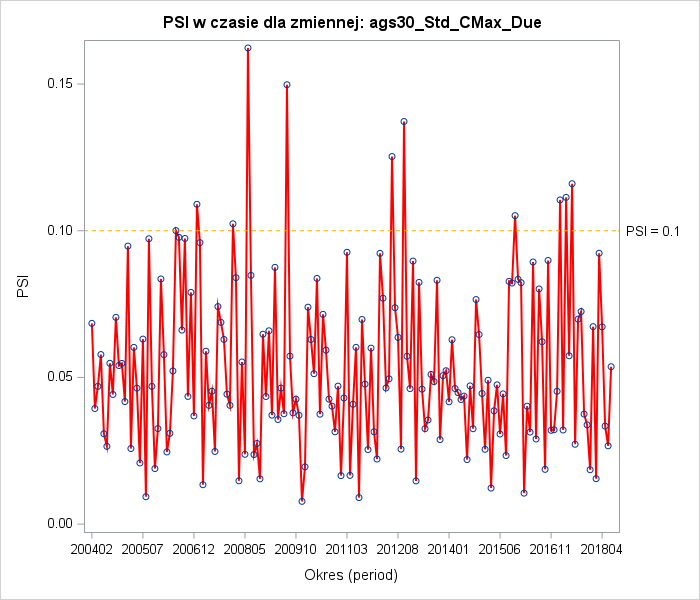 PSI w czasie dla zmiennej: ags30_Std_CMax_Due
0.15
0.10
PSI = 0.1
PSI
0.05
0.00
200402 200507 200612 200805 200910 201103 201208 201401 201506 201611 201804
Okres (period)